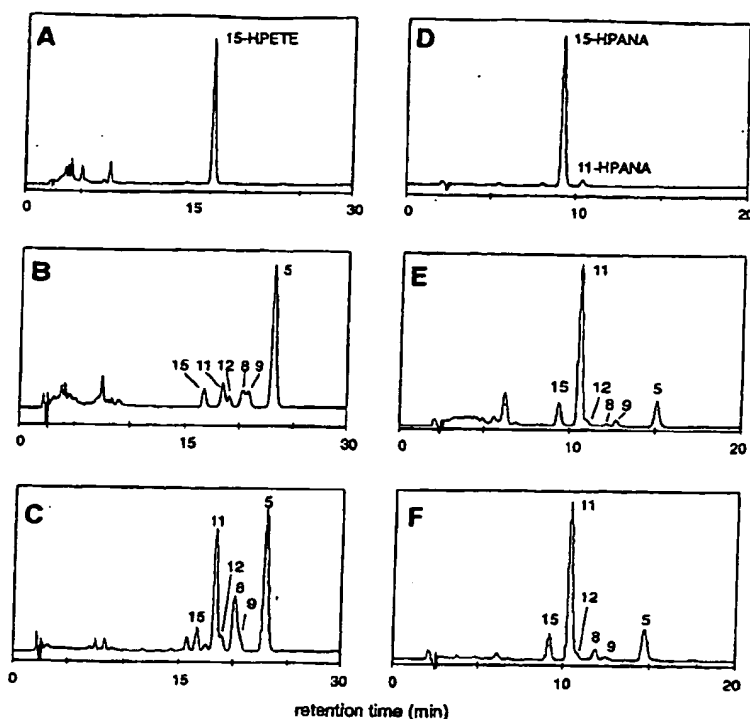 A
15-HPETE
0 15 30
D
15-HPANA
11-HPANA
0 10 20
B
5
15 11 12 8 9
0 15 30
E
11
15 12 8 9 5
0 10 20
C
11 5
12
8
15 9
0 15 30
F
11
12
15 8 9 5
0 10 20
retention time (min)